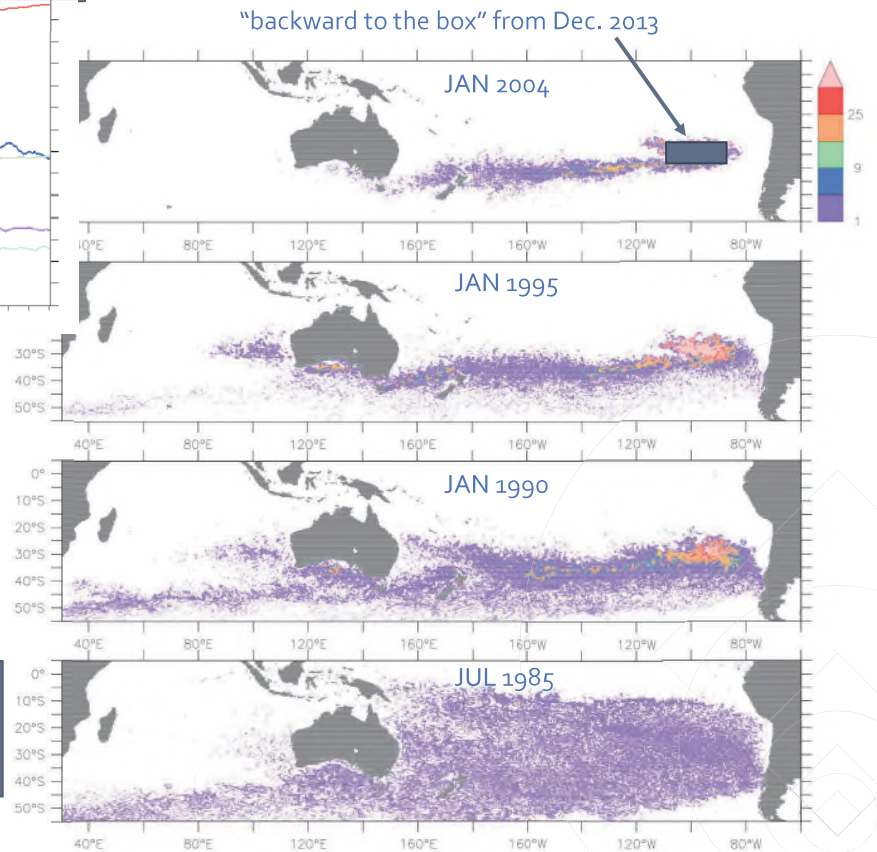 "backward to the box" from Dec. 2013
JAN 2004
25
9
1
40°E 80°E 120°E 160°E 160°W 120°W 80°W
JAN 1995
30°S
40°S
50°S
40°E 80°E 120°E 160°E 160°W 120°W 80°W
JAN 1990
0°
10°S
20°S
30°S
40°S
50°S
40°E 80°E 120°E 160°E 160°W 120°W 80°W
JUL 1985
0°
10°S
20°S
30°S
40°S
50°S
40°E 80°E 120°E 160°E 160°W 120°W 80°W